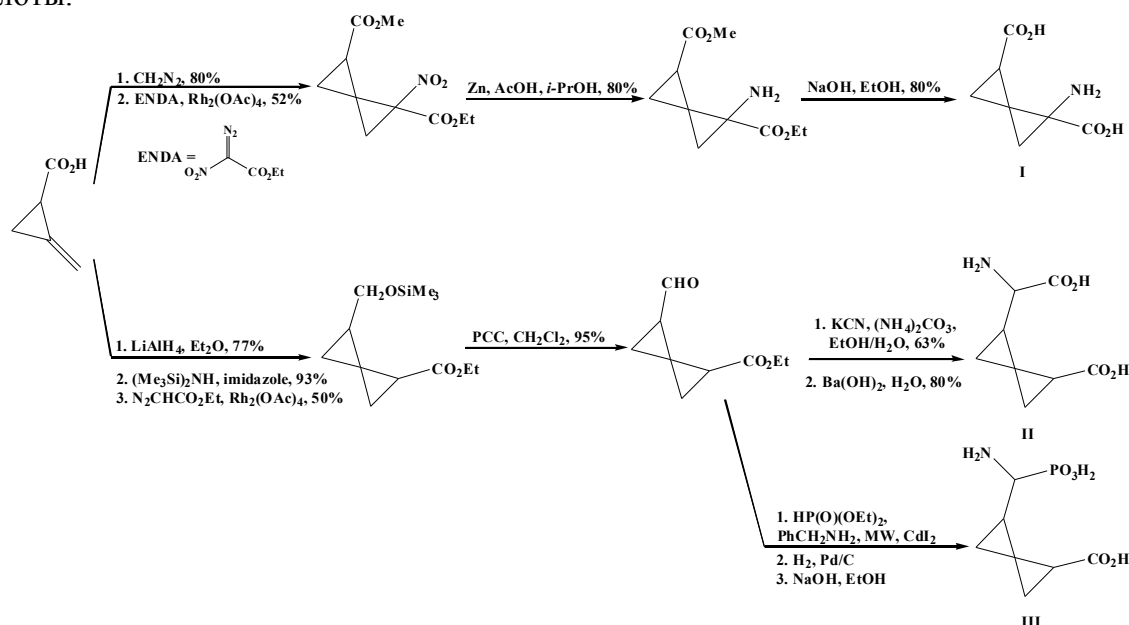 CO₂Me
1. CH₂N₂, 80%
2. ENDA, Rh₂(OAc)₄, 52%
NO₂
CO₂Et
Zn, AcOH, i-PrOH, 80%
CO₂Me
NH₂
CO₂Et
NaOH, EtOH, 80%
CO₂H
NH₂
CO₂H
I
ENDA =
N₂
O₂N
CO₂Et
CO₂H
1. LiAlH₄, Et₂O, 77%
2. (Me₃Si)₂NH, imidazole, 93%
3. N₂CHCO₂Et, Rh₂(OAc)₄, 50%
CH₂OSiMe₃
CO₂Et
PCC, CH₂Cl₂, 95%
CHO
CO₂Et
1. KCN, (NH₄)₂CO₃,
EtOH/H₂O, 63%
2. Ba(OH)₂, H₂O, 80%
H₂N
CO₂H
CO₂H
II
1. HP(O)(OEt)₂,
PhCH₂NH₂, MW, CdI₂
2. H₂, Pd/C
3. NaOH, EtOH
H₂N
PO₃H₂
CO₂H
III